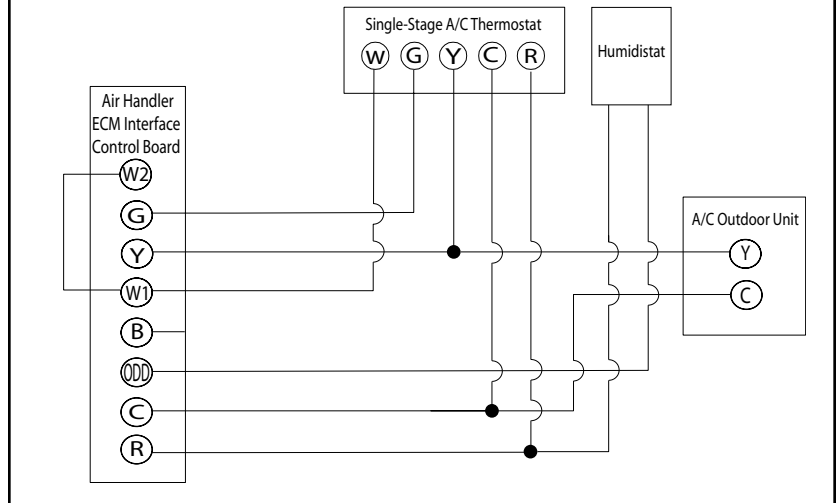 Single-Stage A/C Thermostat
W G Y C R
Humidistat
Air Handler
ECM Interface
Control Board
W2
G
Y
W1
B
ODD
C
R
A/C Outdoor Unit
Y
C